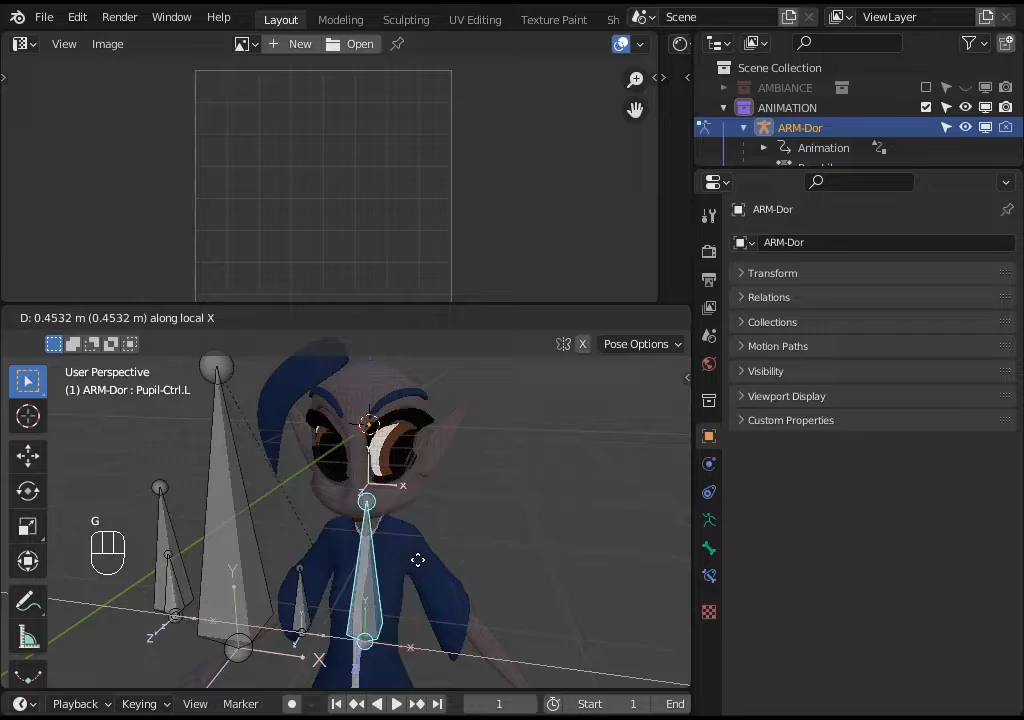 File Edit Render Window Help Layout Modeling Sculpting UV Editing Texture Paint Sh Scene ViewLayer
View Image New Open
Scene Collection
AMBIANCE
ANIMATION
ARM-Dor
Animation
ARM-Dor
ARM-Dor
Transform
Relations
Collections
Motion Paths
Visibility
Viewport Display
Custom Properties
D: 0.4532 m (0.4532 m) along local X
X Pose Options
User Perspective
(1) ARM-Dor : Pupil-Ctrl.L
G
Y
X
Z
Playback Keying View Marker 1 Start 1 End